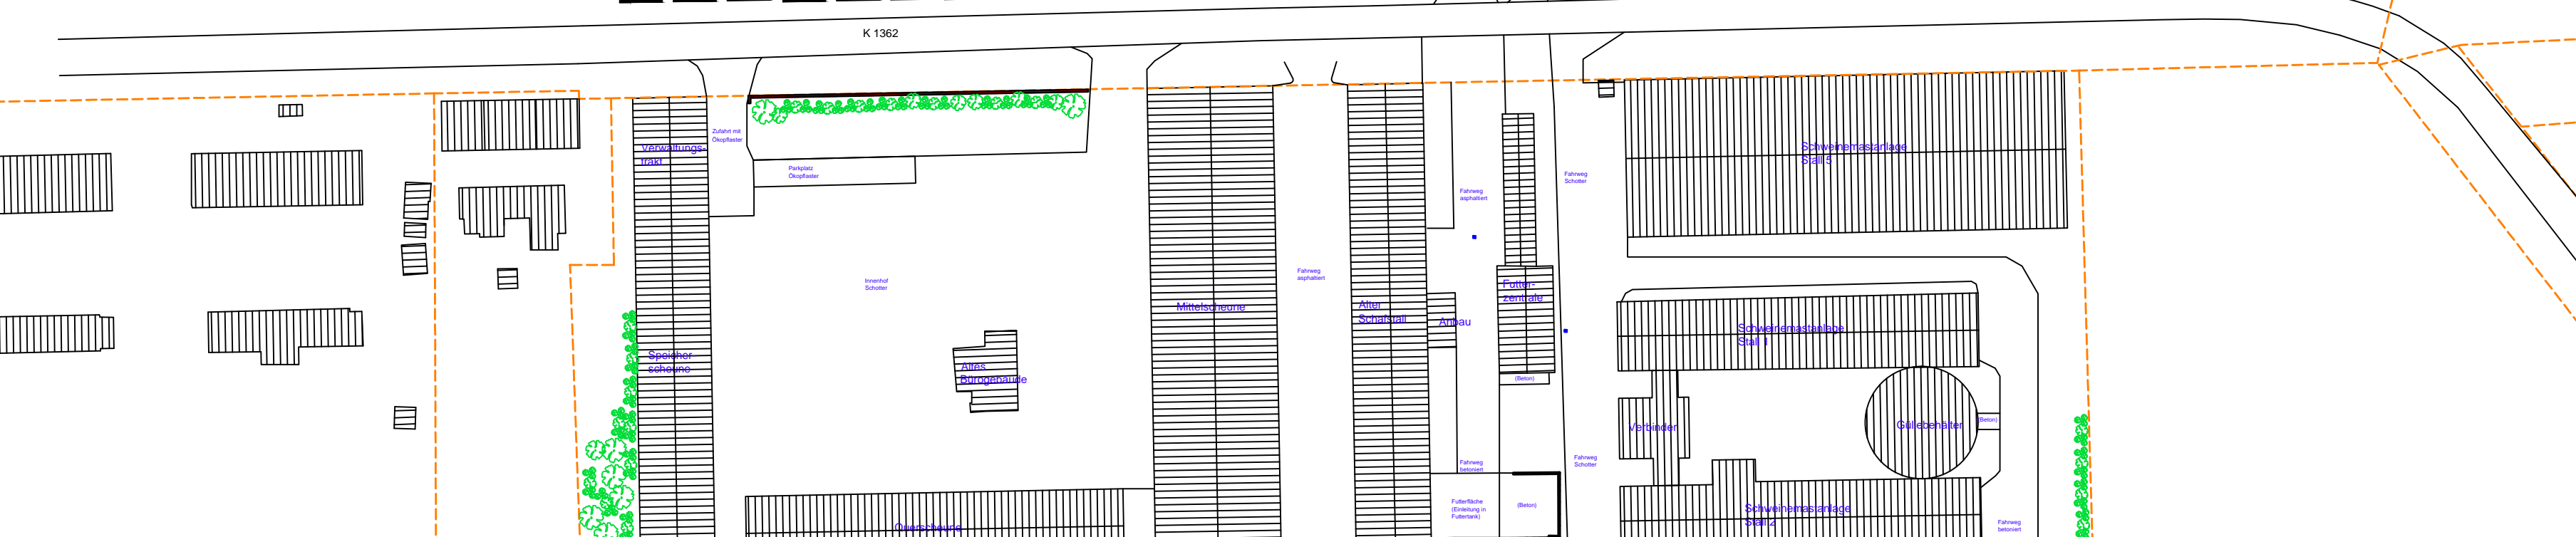 K 1362
Verwaltungs-
trakt
Zufahrt mit
Ökopflaster
Parkplatz
Ökopflaster
Innenhof
Schotter
Speicher-
scheune
Altes
Bürogebäude
Querscheune
Mittelscheune
Fahrweg
asphaltiert
Alter
Schafstall
Anbau
Fahrweg
asphaltiert
Futter-
zentrale
(Beton)
Fahrweg
betoniert
Futterfläche
(Einleitung in
Futtertank)
(Beton)
Fahrweg
Schotter
Fahrweg
Schotter
Schweinemastanlage
Stall 5
Schweinemastanlage
Stall 1
Verbinder
Güllebehälter
(Beton)
Schweinemastanlage
Stall 2
Fahrweg
betoniert